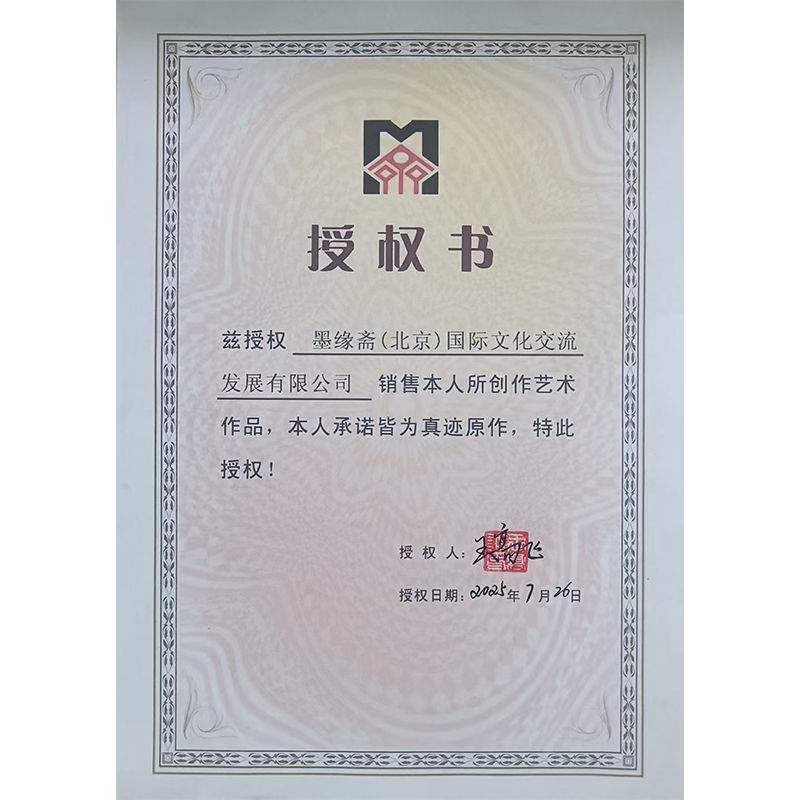 授权书
兹授权 墨缘斋(北京)国际文化交流
发展有限公司 销售本人所创作艺术
作品，本人承诺皆为真迹原作，特此
授权！
授 权 人：
授权日期：2025年7月26日